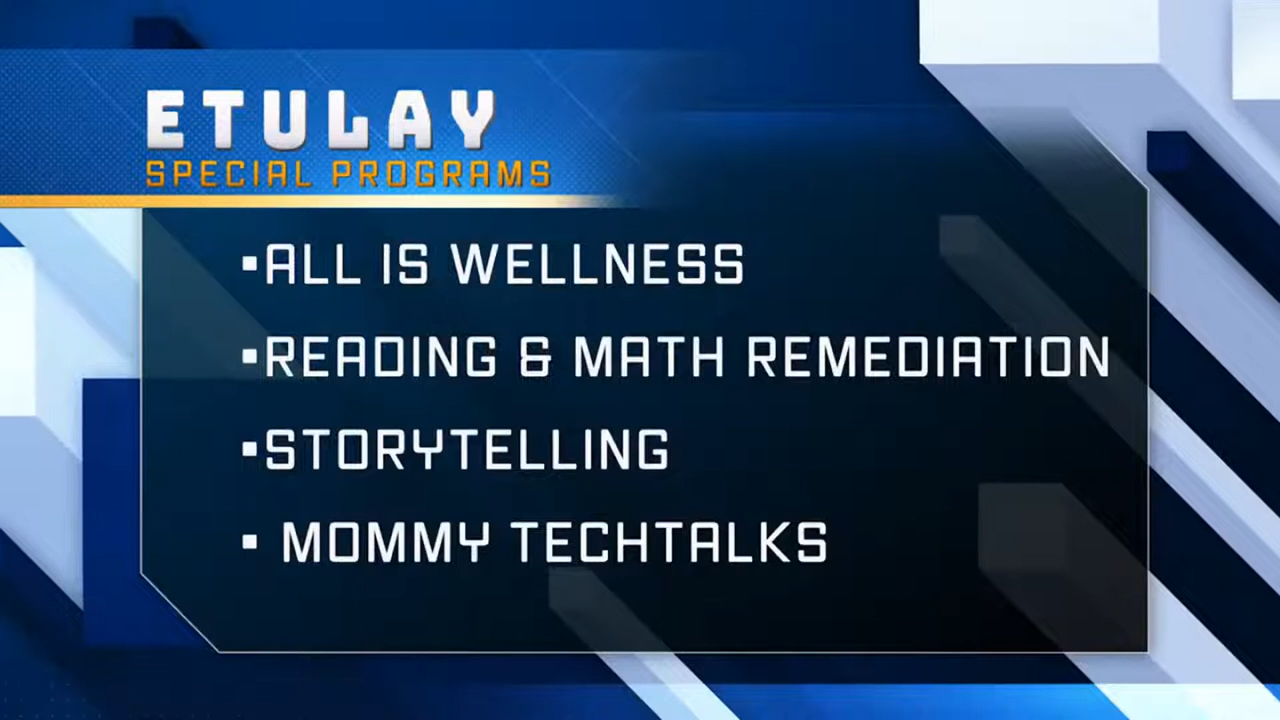 ETULAY
SPECIAL PROGRAMS
▪ALL IS WELLNESS
▪READING & MATH REMEDIATION
▪STORYTELLING
▪ MOMMY TECHTALKS